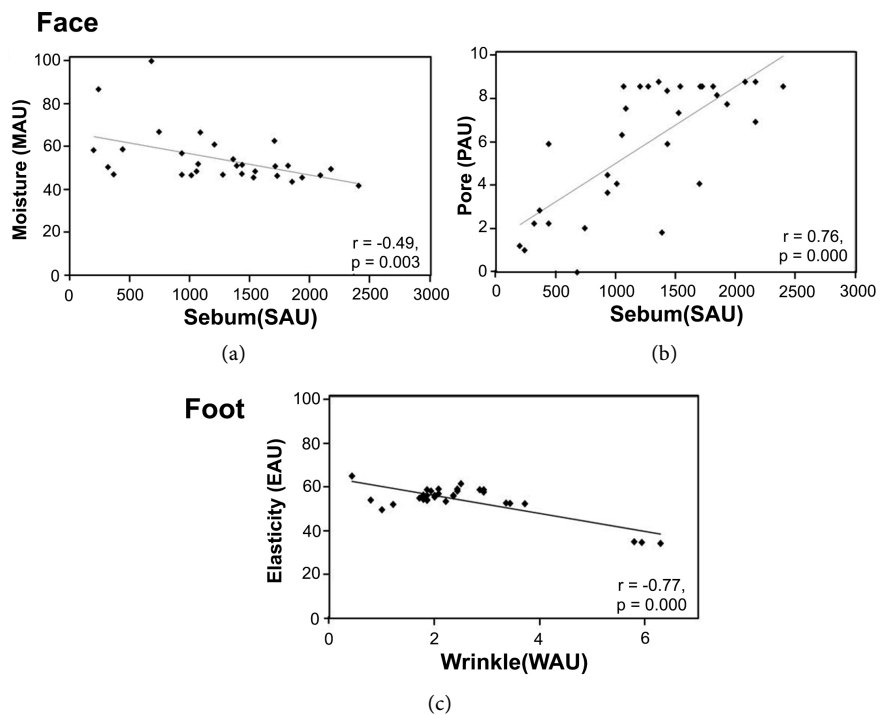 Face
100
80
60
40
20
0
Moisture (MAU)
r = -0.49,
p = 0.003
0 500 1000 1500 2000 2500 3000
Sebum(SAU)
(a)
10
8
6
4
2
0
Pore (PAU)
r = 0.76,
p = 0.000
0 500 1000 1500 2000 2500 3000
Sebum(SAU)
(b)
Foot
100
80
60
40
20
0
Elasticity (EAU)
r = -0.77,
p = 0.000
0 2 4 6
Wrinkle(WAU)
(c)